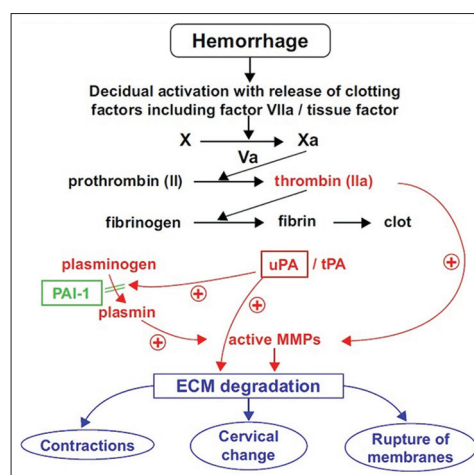 Hemorrhage
Decidual activation with release of clotting
factors including factor VIIa / tissue factor
X Xa
Va
prothrombin (II) thrombin (IIa)
fibrinogen fibrin clot
plasminogen uPA / tPA
PAI-1
plasmin
active MMPs
ECM degradation
Contractions
Cervical
change
Rupture of
membranes